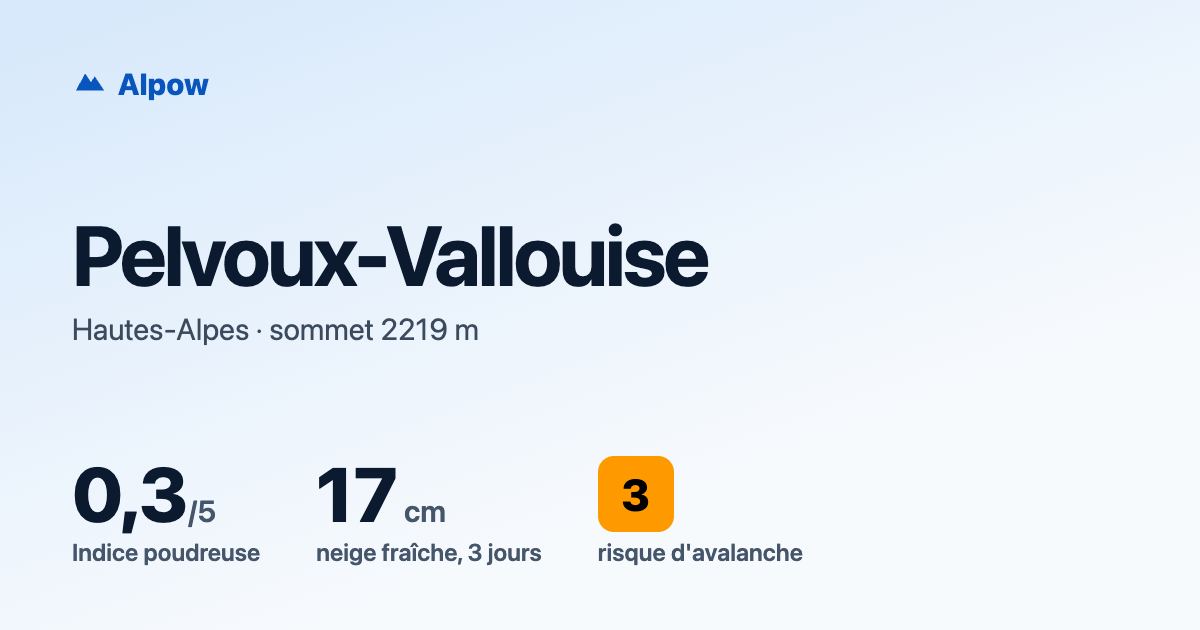 Alpow
Pelvoux-Vallouise
Hautes-Alpes · sommet 2219 m
0,3/5
Indice poudreuse
17 cm
neige fraîche, 3 jours
3
risque d'avalanche